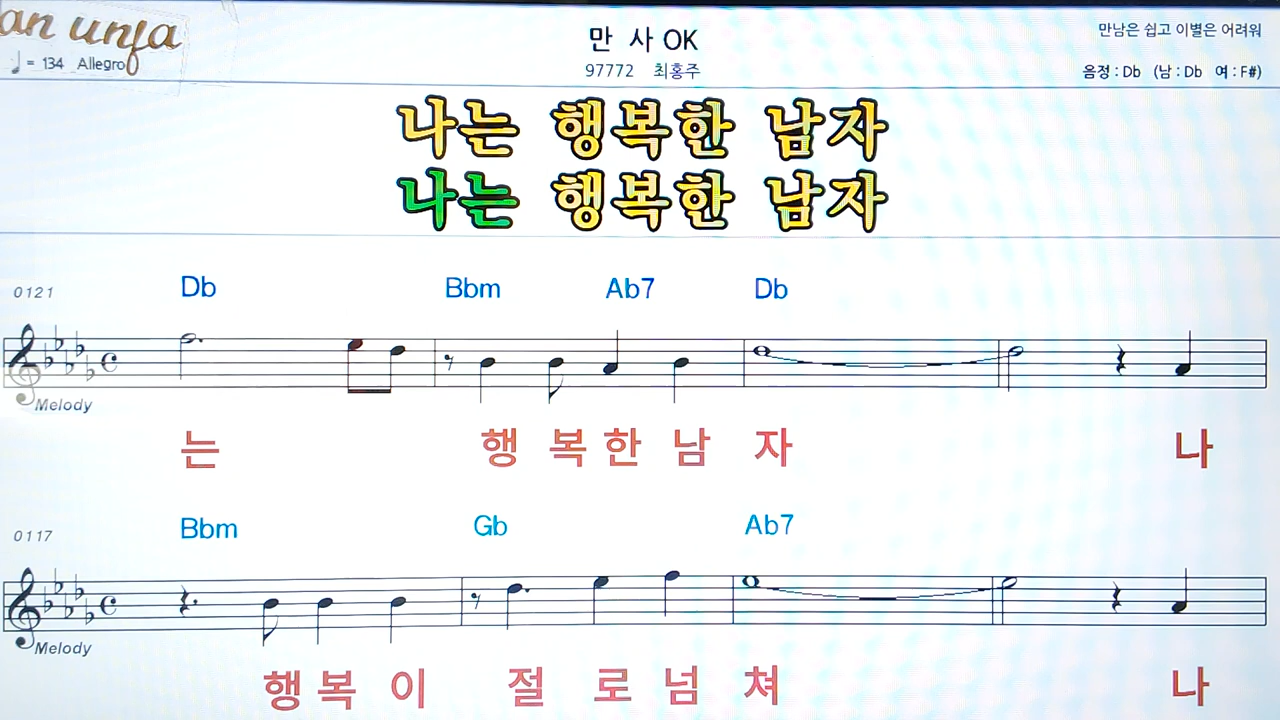 an unfa
만 사 OK
만남은 쉽고 이별은 어려워
♩ = 134 Allegro
97772 최홍주
음정 : Db (남 : Db 여 : F#)
나는 행복한 남자
나는 행복한 남자
0121 Db Bbm Ab7 Db
Melody
는 행 복 한 남 자 나
0117 Bbm Gb Ab7
Melody
행 복 이 절 로 넘 쳐 나